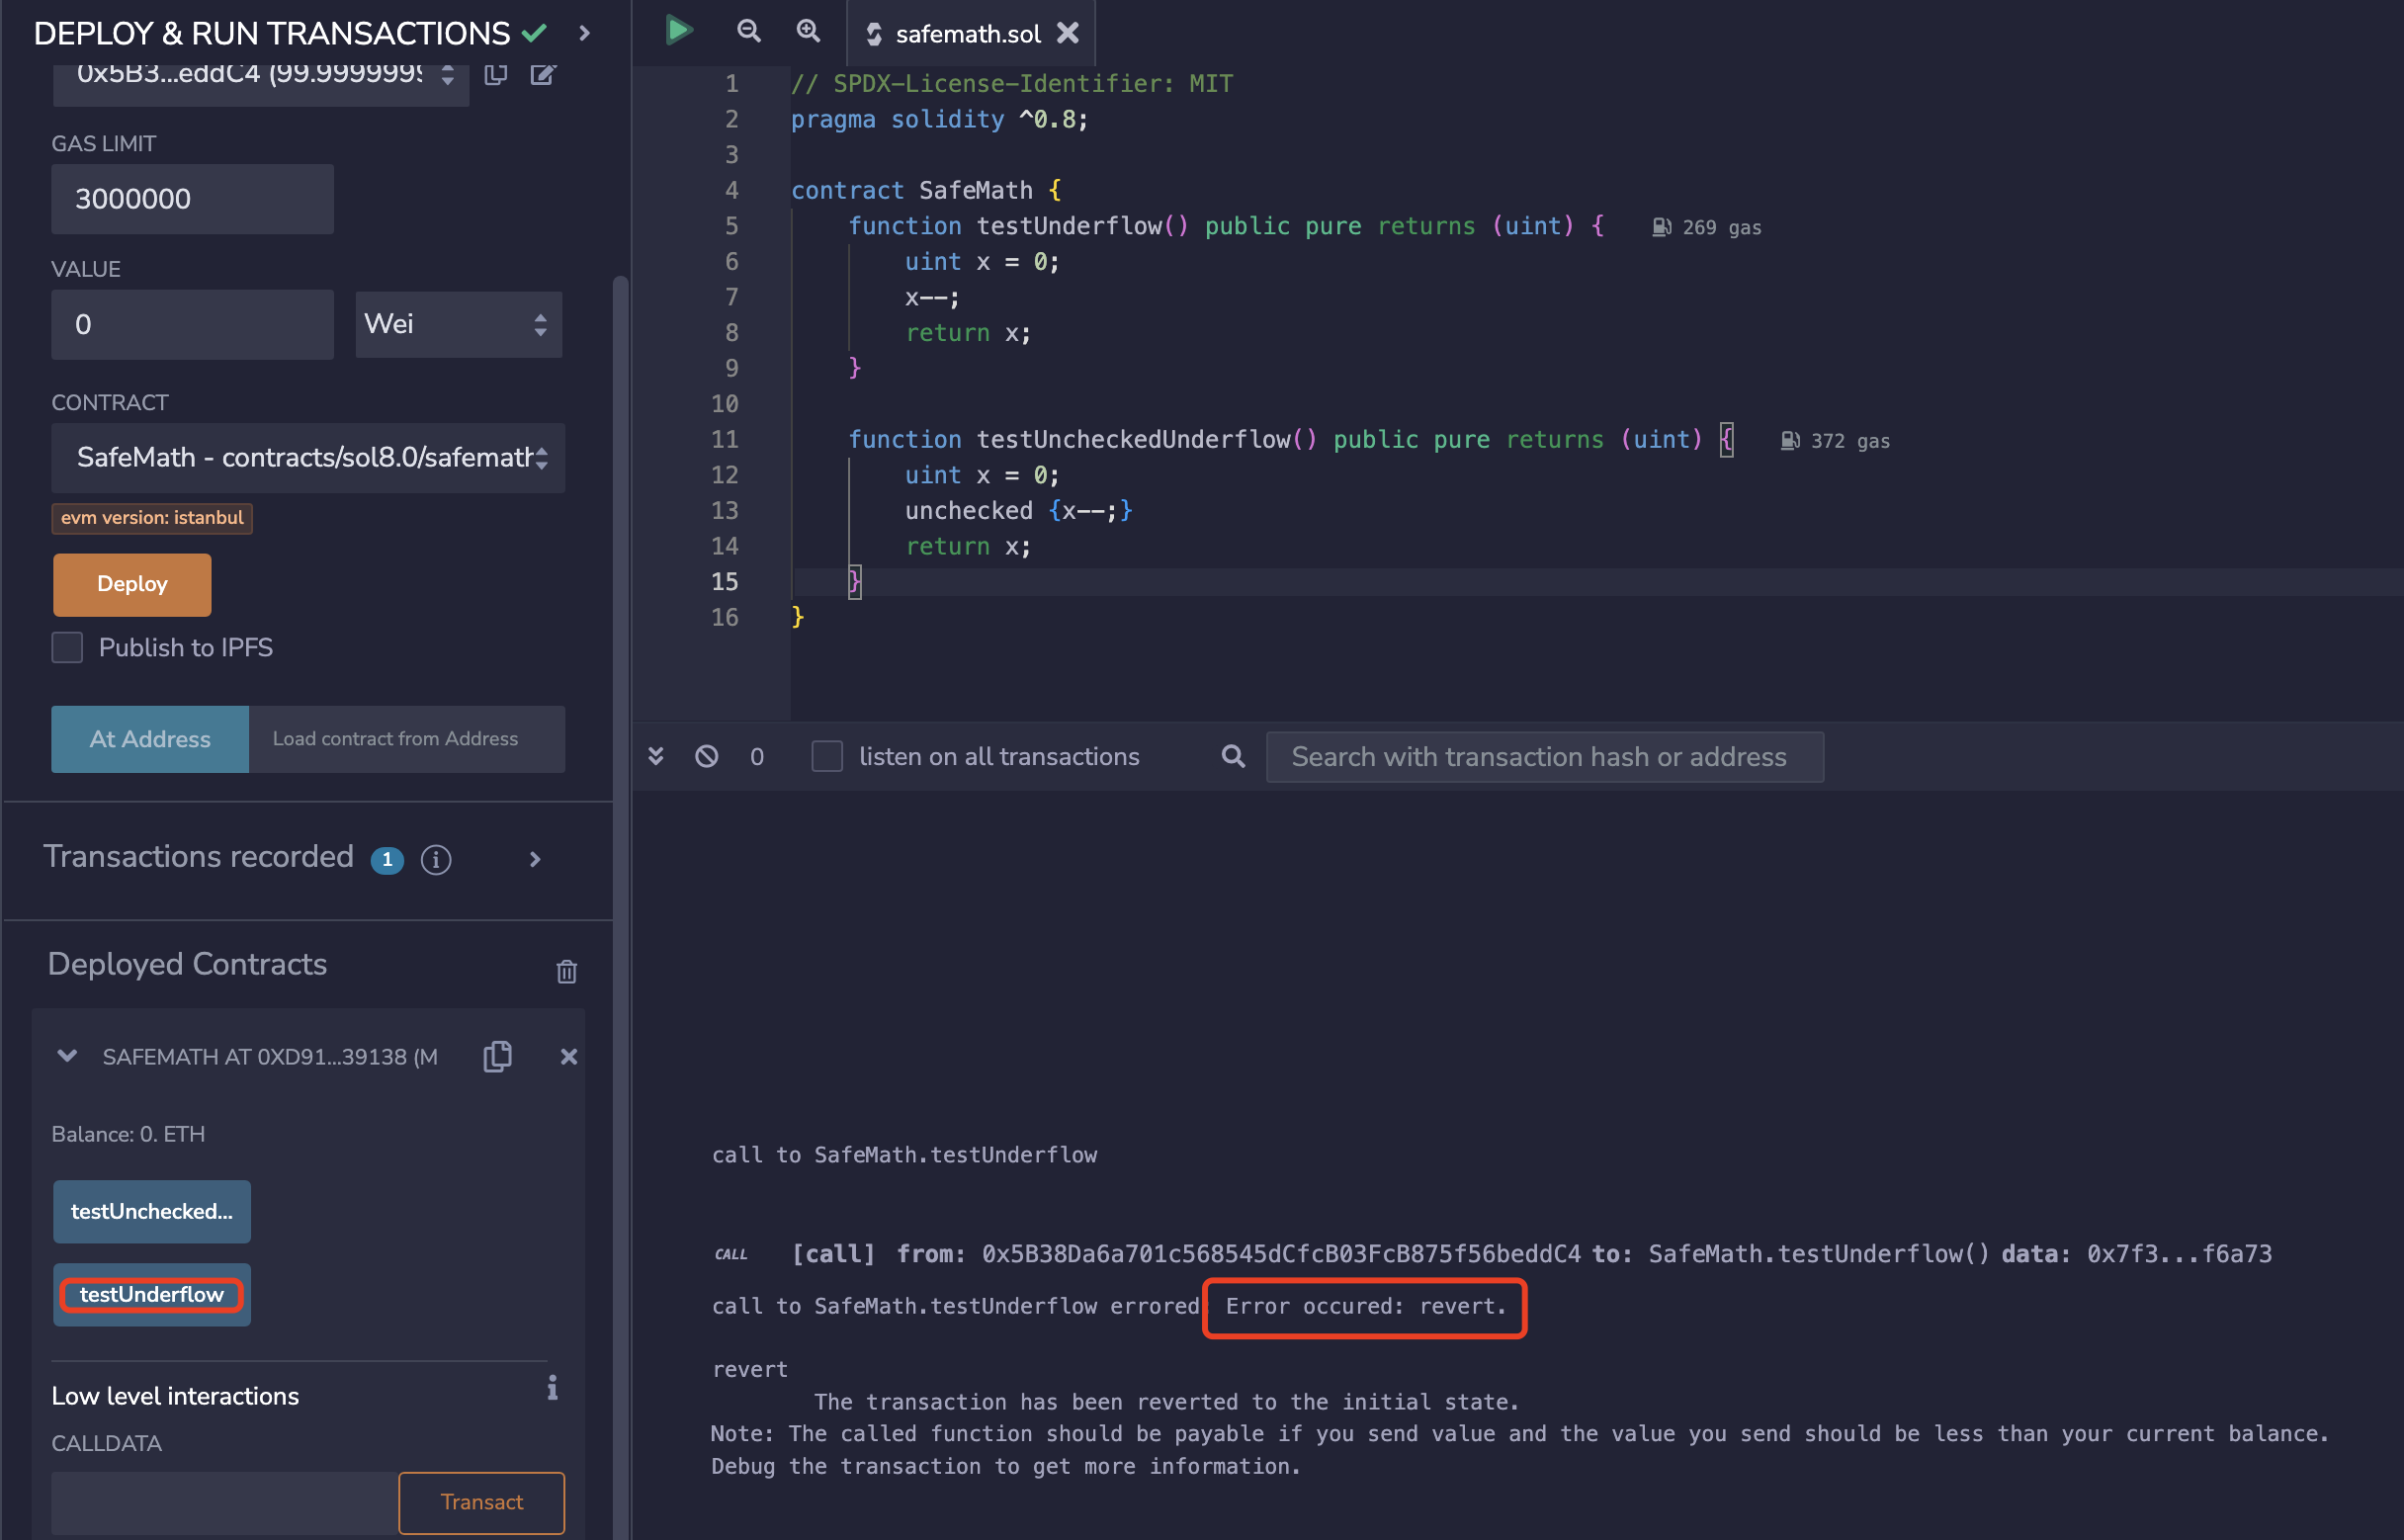 DEPLOY & RUN TRANSACTIONS
0x5B3...eddC4 (99.9999999
GAS LIMIT
3000000
VALUE
0
Wei
CONTRACT
SafeMath - contracts/sol8.0/safemath
evm version: istanbul
Deploy
Publish to IPFS
At Address
Load contract from Address
Transactions recorded 1
Deployed Contracts
SAFEMATH AT 0XD91...39138 (M
Balance: 0. ETH
testUnchecked...
testUnderflow
Low level interactions
CALLDATA
Transact
safemath.sol
1 // SPDX-License-Identifier: MIT
2 pragma solidity ^0.8;
3
4 contract SafeMath {
5 function testUnderflow() public pure returns (uint) { 269 gas
6 uint x = 0;
7 x--;
8 return x;
9 }
10
11 function testUncheckedUnderflow() public pure returns (uint) { 372 gas
12 uint x = 0;
13 unchecked {x--;}
14 return x;
15 }
16 }
0
listen on all transactions
Search with transaction hash or address
call to SafeMath.testUnderflow
CALL [call] from: 0x5B38Da6a701c568545dCfcB03FcB875f56beddC4 to: SafeMath.testUnderflow() data: 0x7f3...f6a73
call to SafeMath.testUnderflow errored: Error occured: revert.
revert
The transaction has been reverted to the initial state.
Note: The called function should be payable if you send value and the value you send should be less than your current balance.
Debug the transaction to get more information.